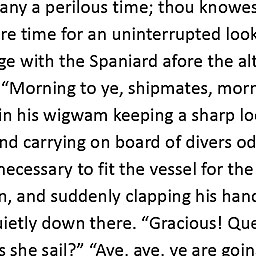 any a perilous time; thou knowes
re time for an uninterrupted look
ge with the Spaniard afore the alt
"Morning to ye, shipmates, morn
in his wigwam keeping a sharp lo
nd carrying on board of divers od
necessary to fit the vessel for the
n, and suddenly clapping his hand
uietly down there. "Gracious! Que
s she sail?" "Aye, aye, ye are goin